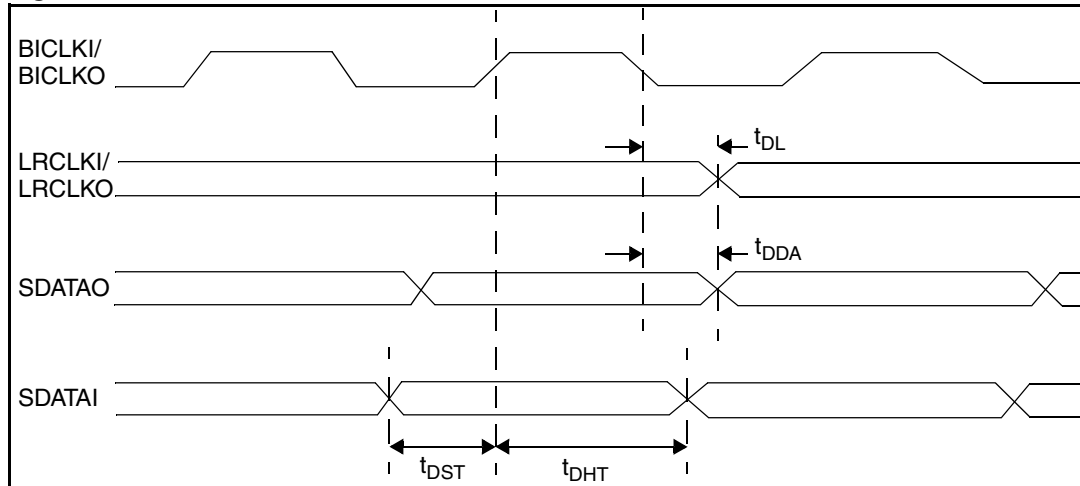 BICLKI/
BICLKO
tDL
LRCLKI/
LRCLKO
tDDA
SDATAO
SDATAI
tDST
tDHT